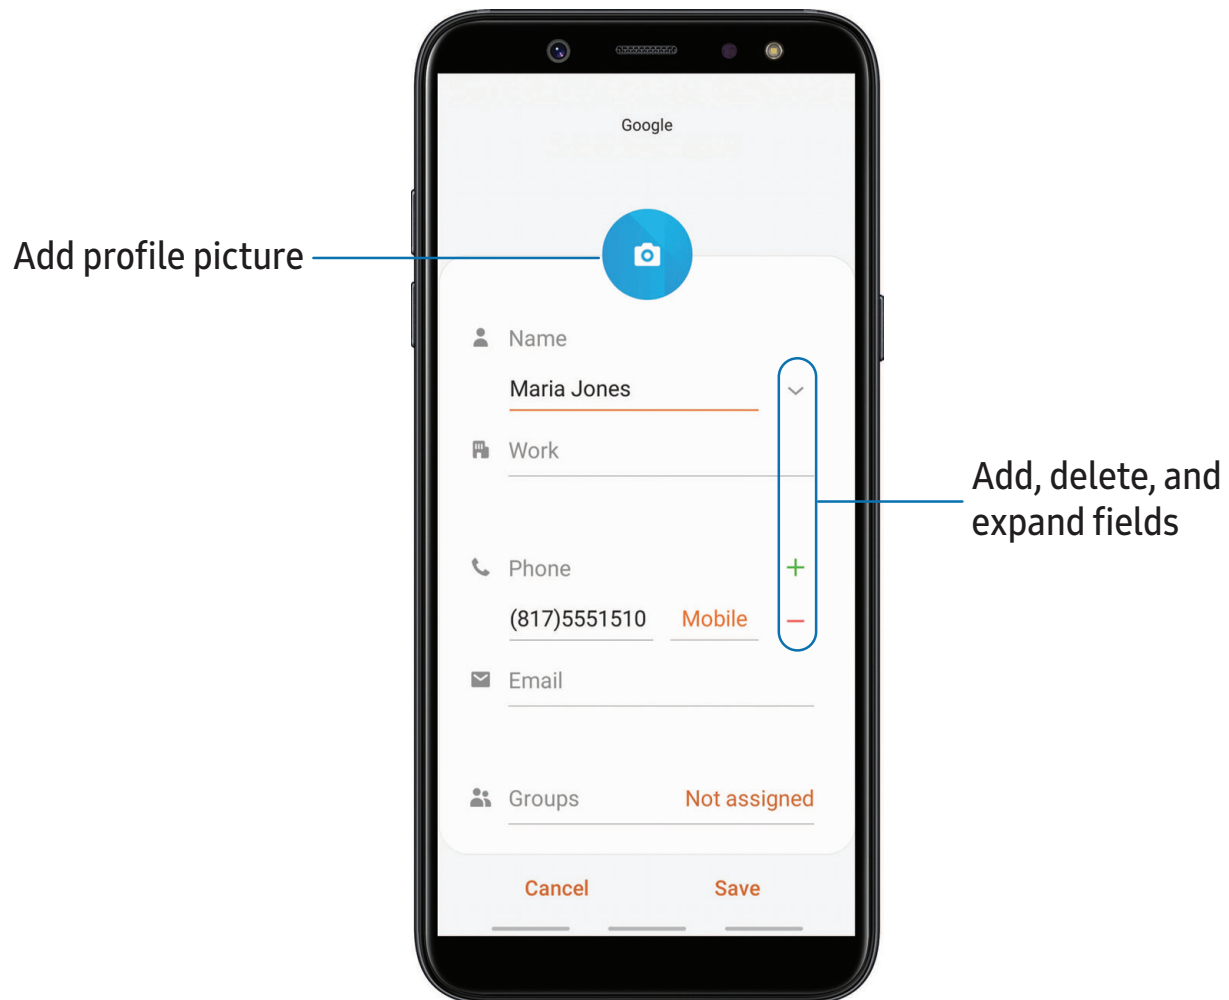 Google
Add profile picture
Name
Maria Jones
Work
Add, delete, and
expand fields
Phone
(817)5551510 Mobile
Email
Groups Not assigned
Cancel Save